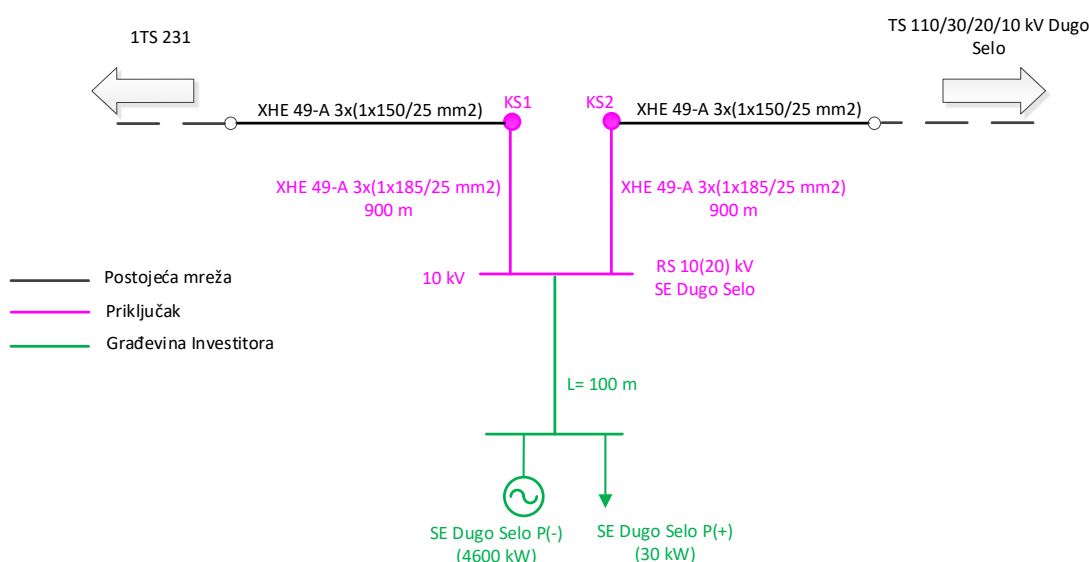 1TS 231
TS 110/30/20/10 kV Dugo
Selo
KS1
KS2
XHE 49-A 3x(1x150/25 mm2)
XHE 49-A 3x(1x150/25 mm2)
XHE 49-A 3x(1x185/25 mm2)
900 m
XHE 49-A 3x(1x185/25 mm2)
900 m
10 kV
RS 10(20) kV
SE Dugo Selo
Postojeća mreža
Priključak
Građevina Investitora
L= 100 m
SE Dugo Selo P(-)
(4600 kW)
SE Dugo Selo P(+)
(30 kW)